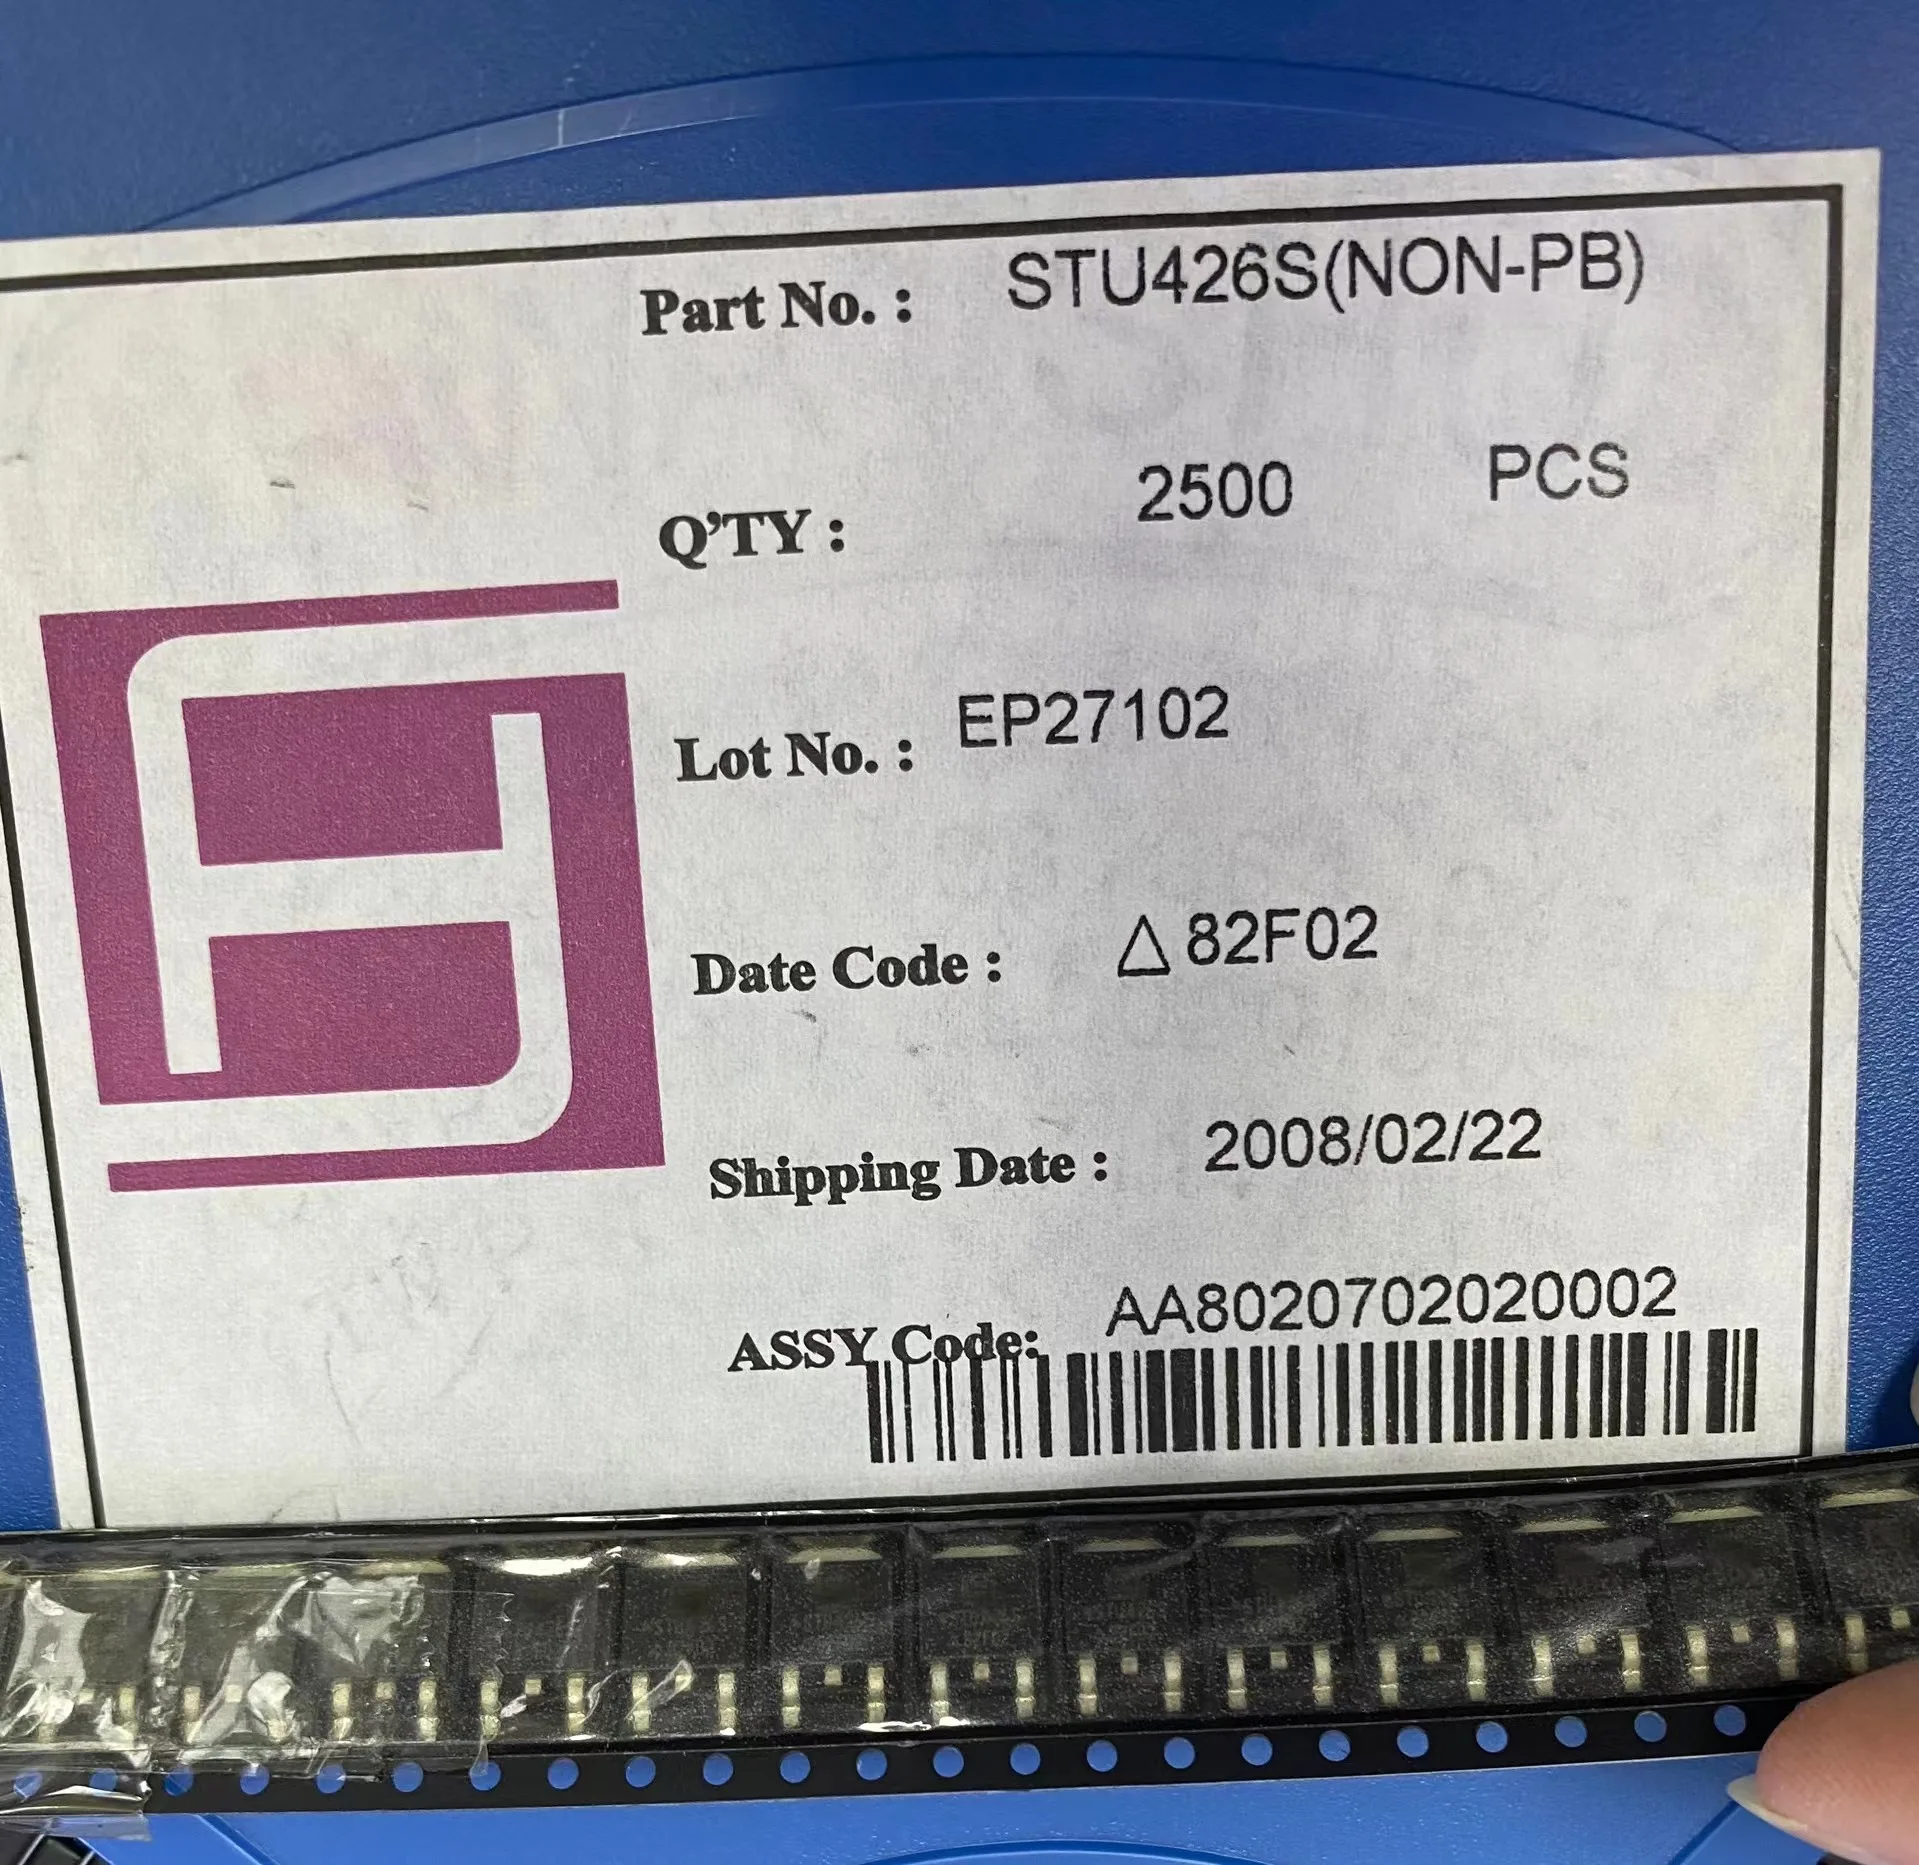 Part No. : STU426S(NON-PB)
Q'TY : 2500 PCS
Lot No. : EP27102
Date Code : △ 82F02
Shipping Date : 2008/02/22
ASSY Code: AA8020702020002